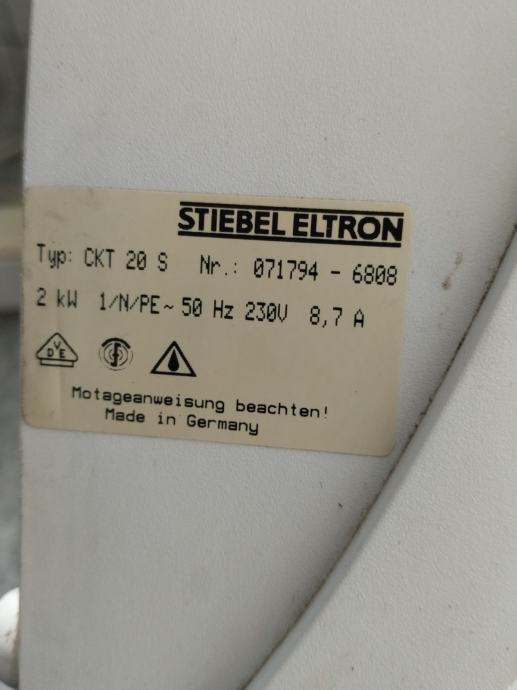 STIEBEL ELTRON
Typ: CKT 20 S Nr.: 071794 - 6808
2 kW 1/N/PE~ 50 Hz 230V 8,7 A
VDE
Motageanweisung beachten!
Made in Germany